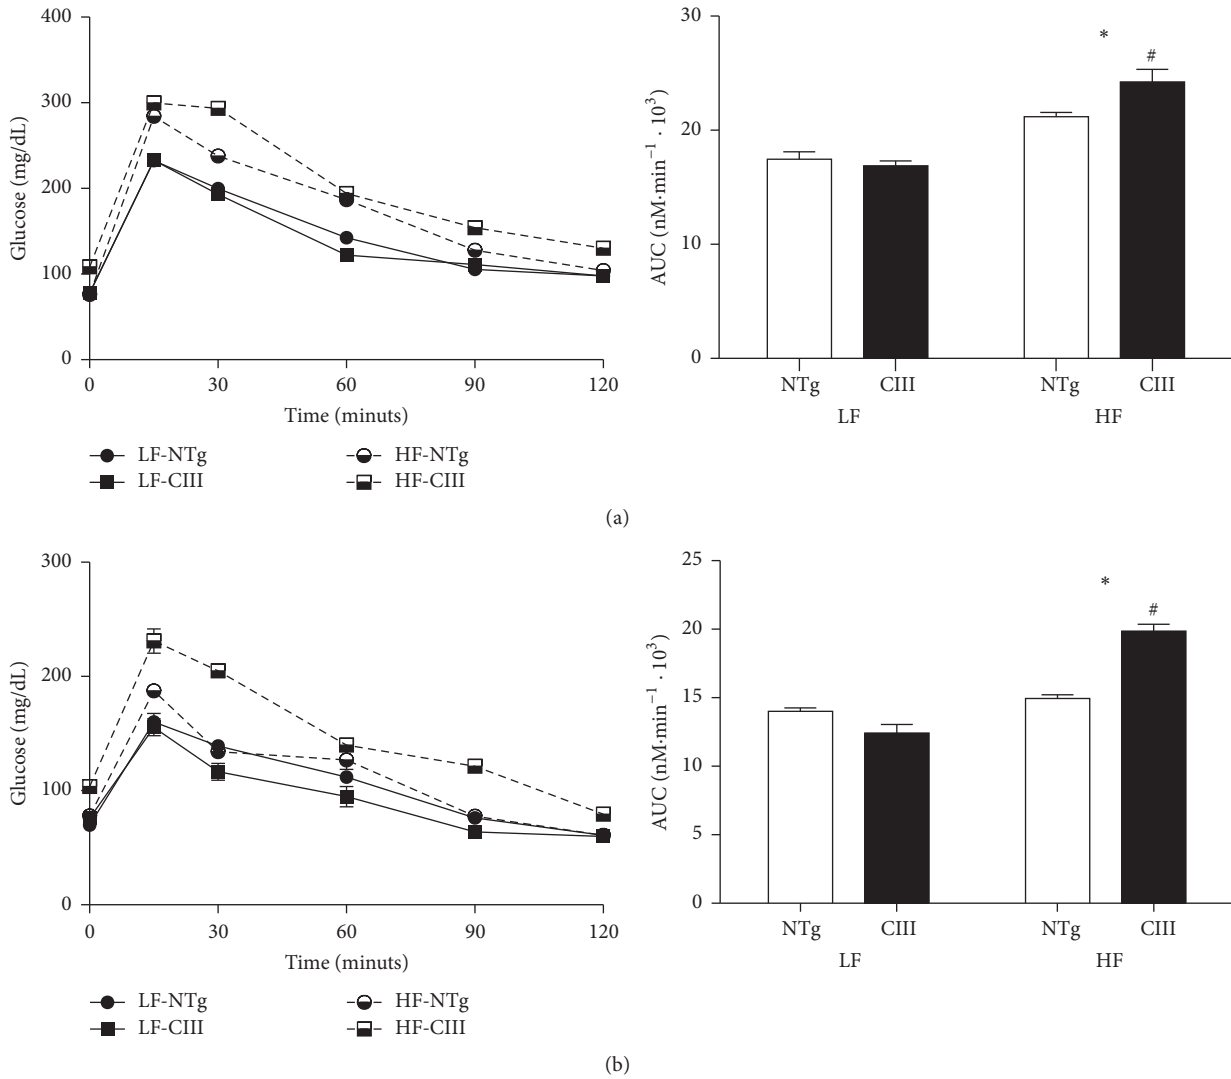 400
300
200
100
0
Glucose (mg/dL)
0 30 60 90 120
Time (minuts)
LF-NTg HF-NTg
LF-CIII HF-CIII
30
20
10
0
AUC (nM·min⁻¹ · 10³)
*
#
NTg CIII NTg CIII
LF HF
(a)
300
200
100
0
Glucose (mg/dL)
0 30 60 90 120
Time (minuts)
LF-NTg HF-NTg
LF-CIII HF-CIII
25
20
15
10
5
0
AUC (nM·min⁻¹ · 10³)
*
#
NTg CIII NTg CIII
LF HF
(b)